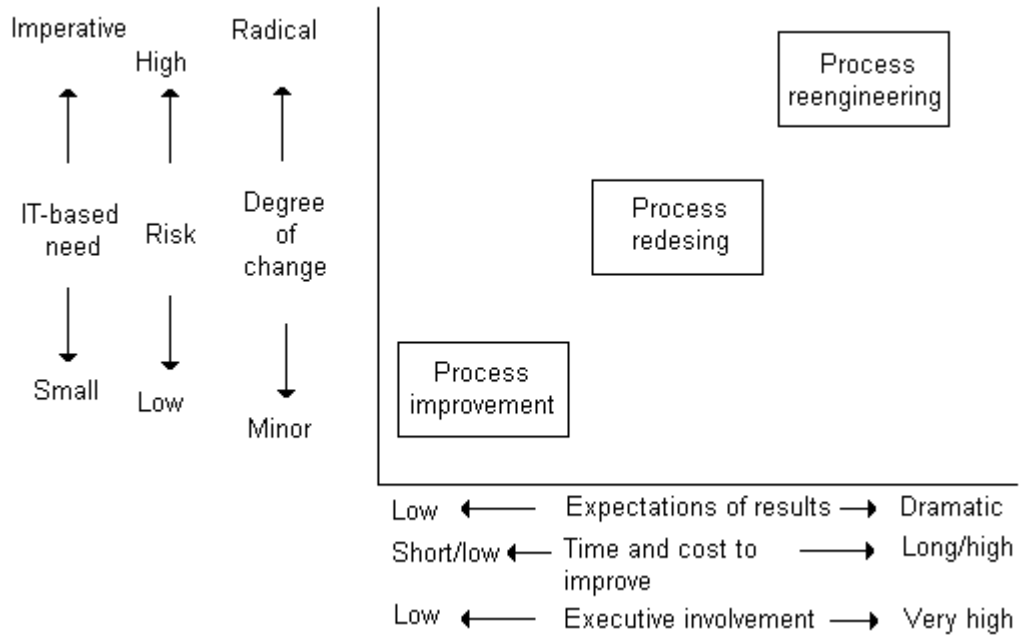 Imperative
High
Radical
IT-based
need
Risk
Degree
of
change
Small
Low
Minor
Process
reengineering
Process
redesing
Process
improvement
Low Expectations of results Dramatic
Short/low Time and cost to Long/high
improve
Low Executive involvement Very high